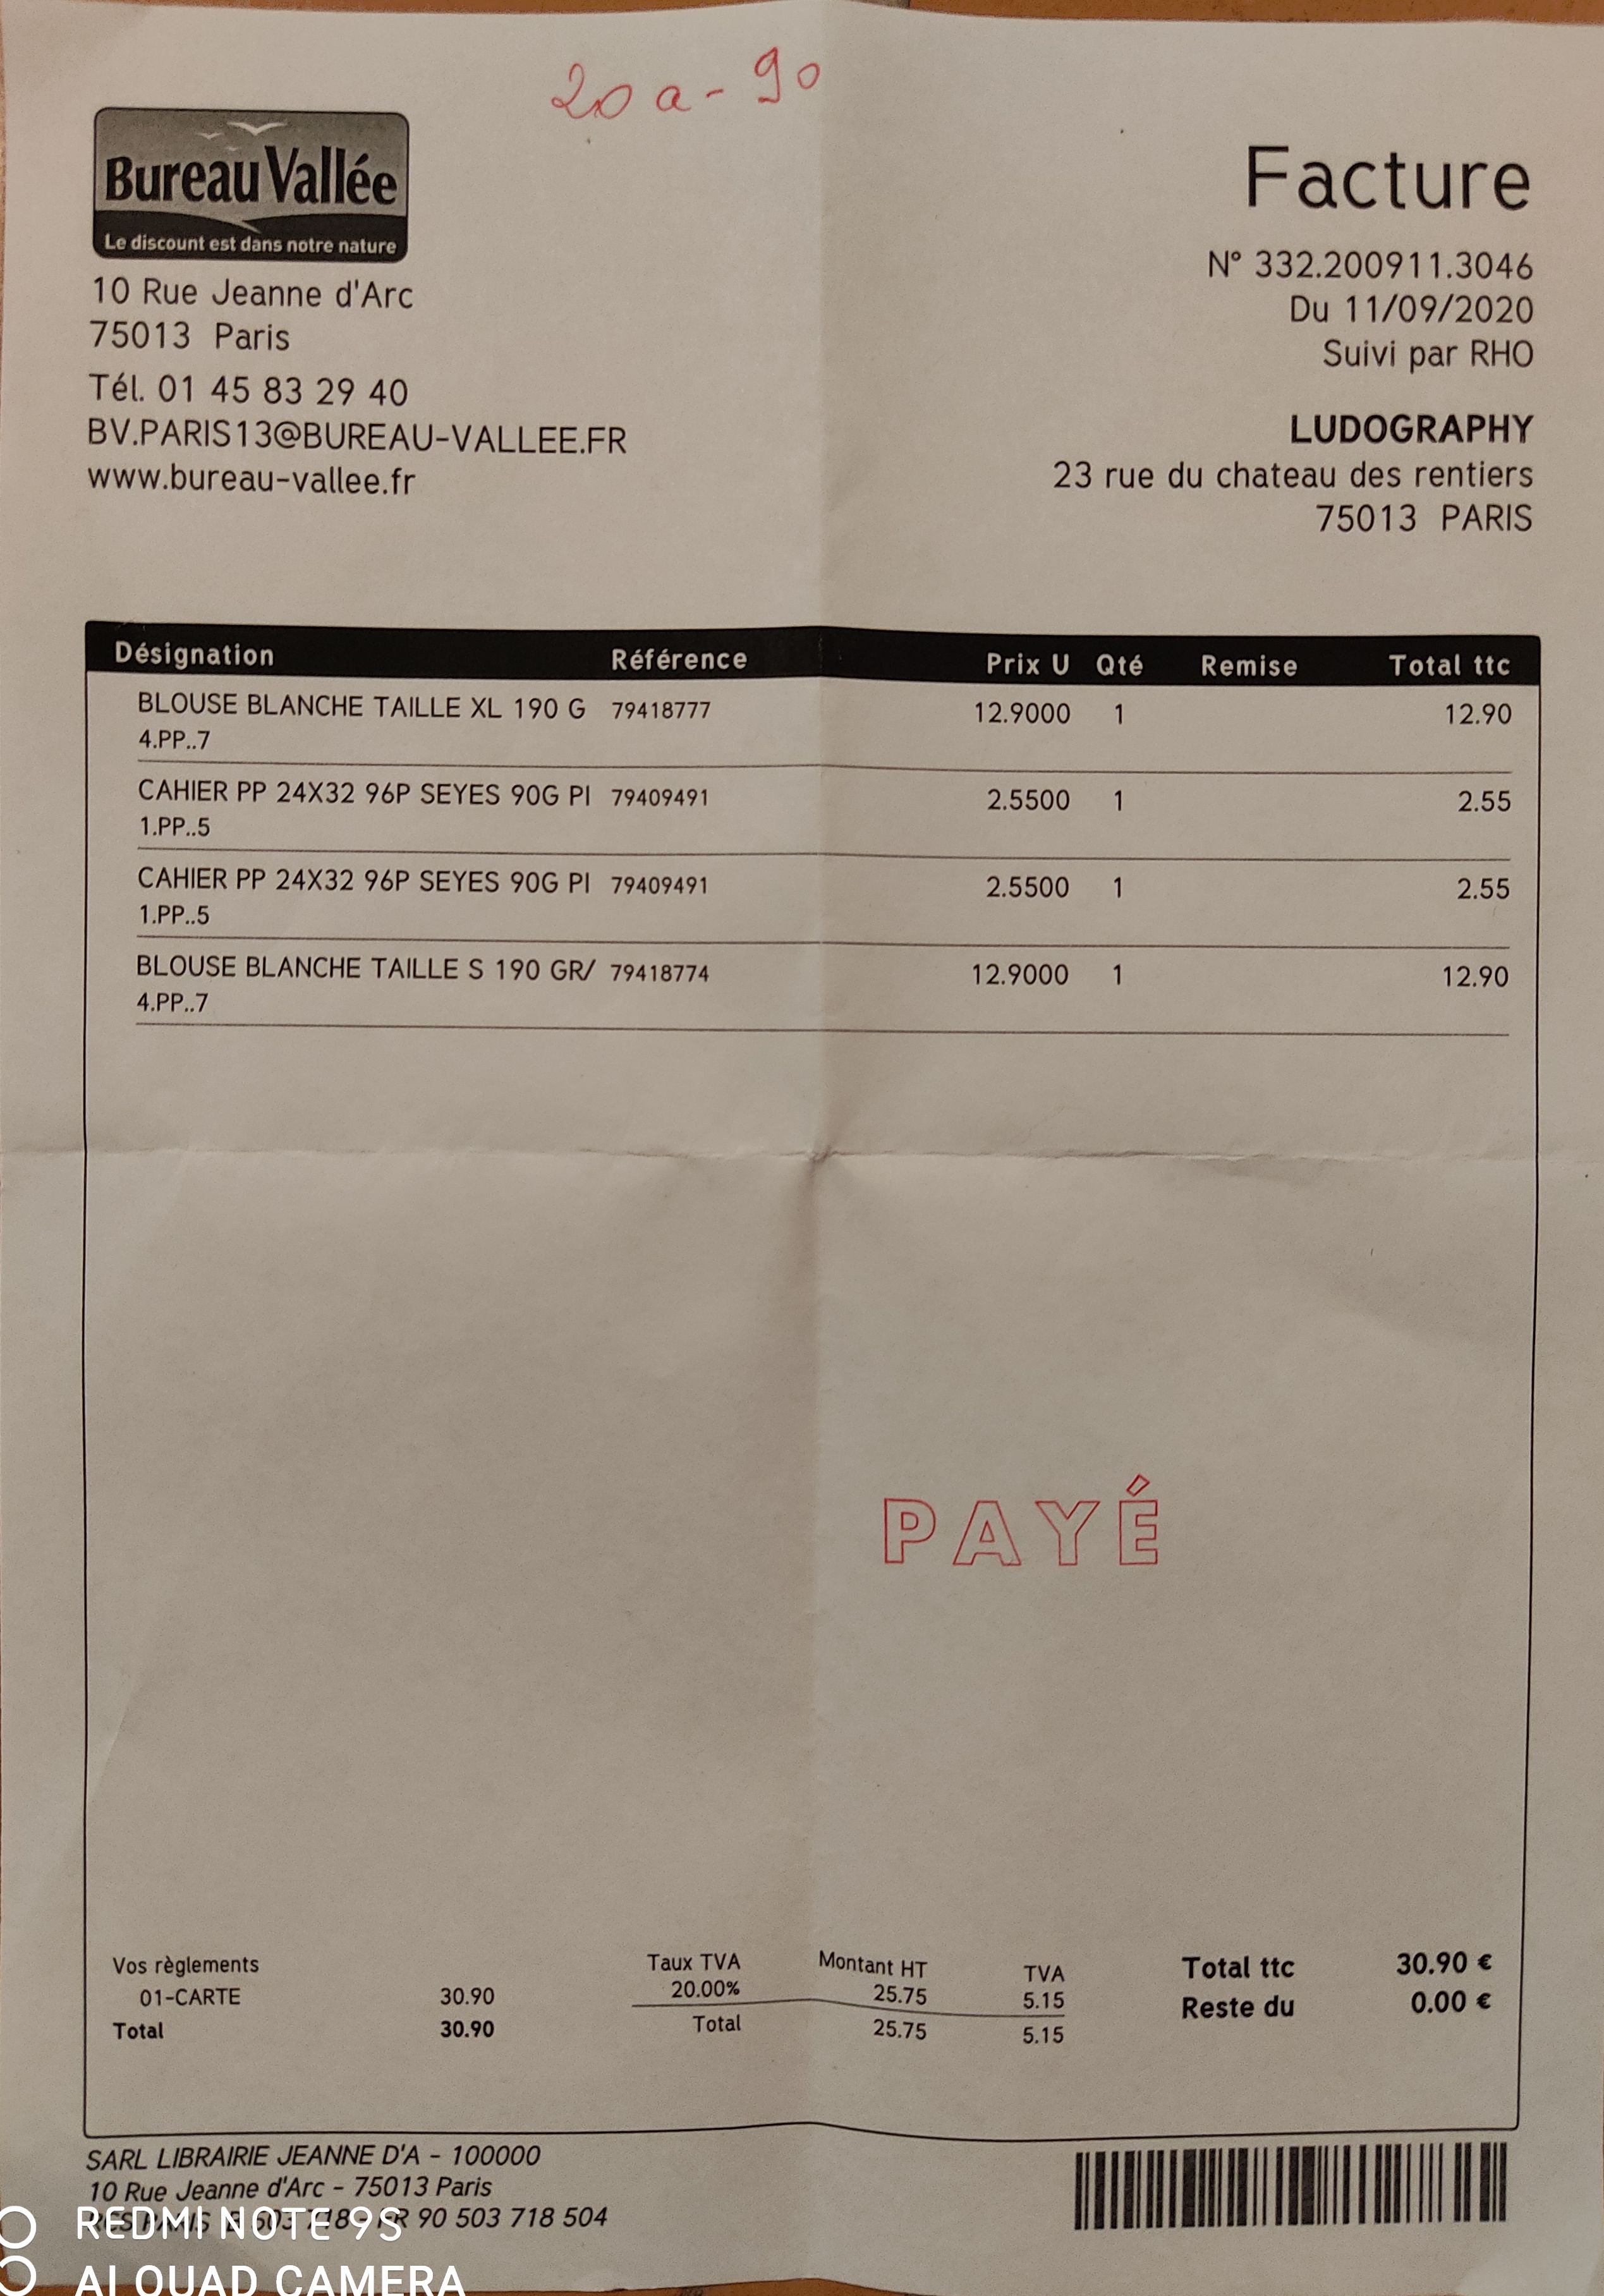 20 a - 90
Bureau Vallée
Le discount est dans notre nature
10 Rue Jeanne d'Arc
75013 Paris
Tél. 01 45 83 29 40
BV.PARIS13@BUREAU-VALLEE.FR
www.bureau-vallee.fr
Facture
N° 332.200911.3046
Du 11/09/2020
Suivi par RHO
LUDOGRAPHY
23 rue du chateau des rentiers
75013 PARIS
Désignation Référence Prix U Qté Remise Total ttc
BLOUSE BLANCHE TAILLE XL 190 G 79418777 12.9000 1 12.90
4.PP..7
CAHIER PP 24X32 96P SEYES 90G PI 79409491 2.5500 1 2.55
1.PP..5
CAHIER PP 24X32 96P SEYES 90G PI 79409491 2.5500 1 2.55
1.PP..5
BLOUSE BLANCHE TAILLE S 190 GR/ 79418774 12.9000 1 12.90
4.PP..7
PAYÉ
Vos règlements
01-CARTE 30.90
Total 30.90
Taux TVA Montant HT TVA
20.00% 25.75 5.15
Total 25.75 5.15
Total ttc 30.90 €
Reste du 0.00 €
SARL LIBRAIRIE JEANNE D'A - 100000
10 Rue Jeanne d'Arc - 75013 Paris
90 503 718 504
REDMI NOTE 9S
AI QUAD CAMERA